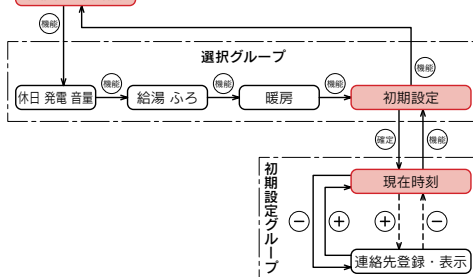 機能
選択グループ
機能
機能
機能
機能
休日 発電 音量
給湯 ふろ
暖房
初期設定
確定
機能
初期設定グループ
現在時刻
− + + −
連絡先登録・表示